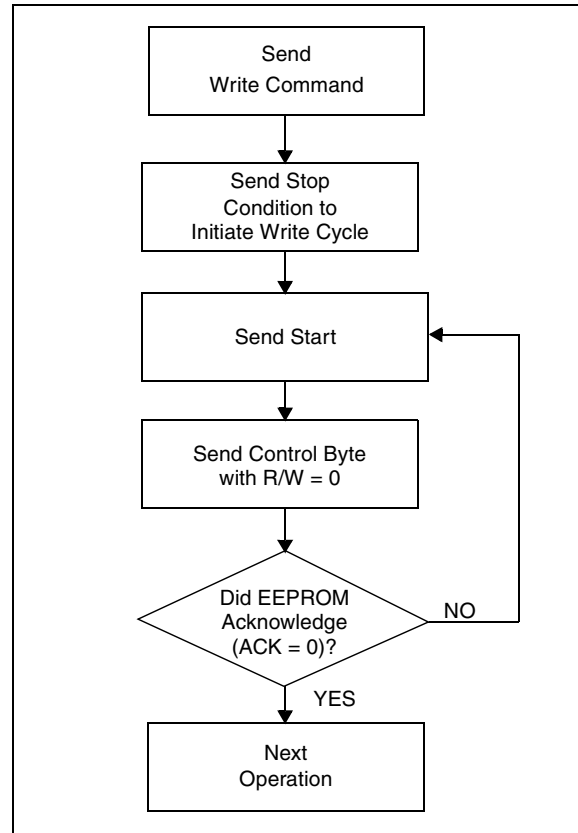 Send
Write Command
Send Stop
Condition to
Initiate Write Cycle
Send Start
Send Control Byte
with R/W = 0
Did EEPROM
Acknowledge
(ACK = 0)?
NO
YES
Next
Operation